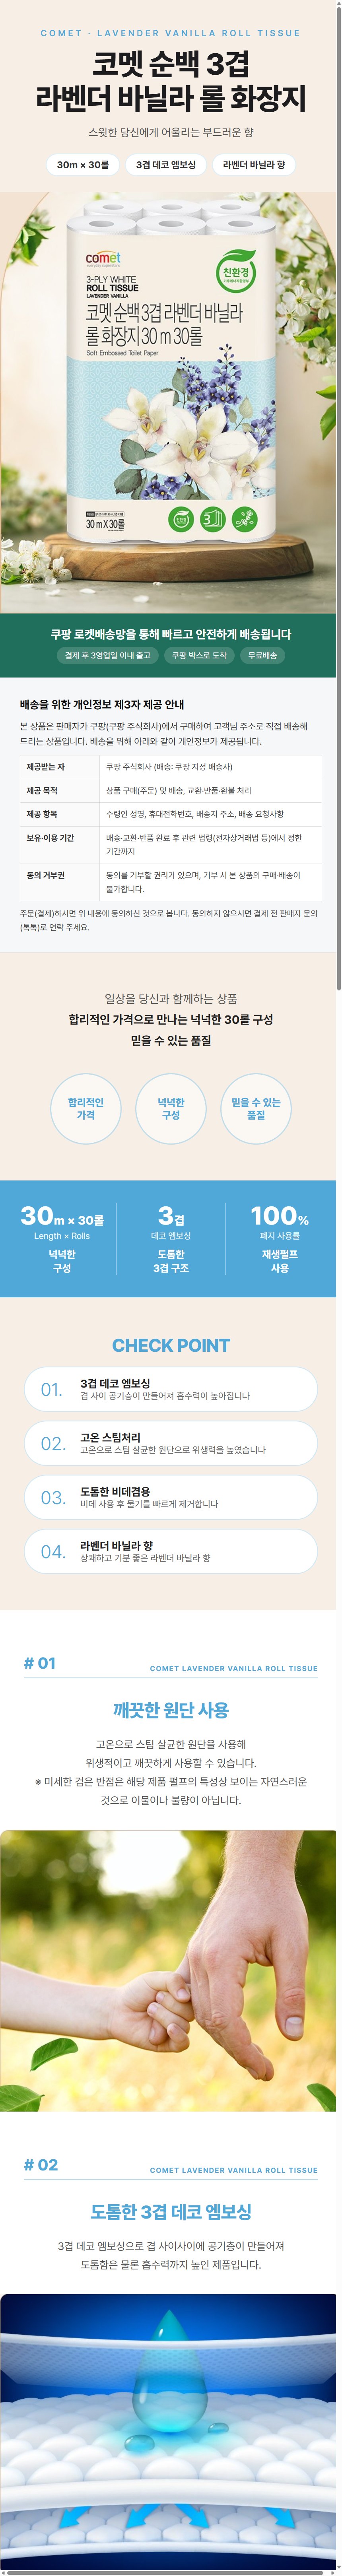 COMET · LAVENDER VANILLA ROLL TISSUE
코멧 순백 3겹
라벤더 바닐라 롤 화장지
스윗한 당신에게 어울리는 부드러운 향
30m × 30롤
3겹 데코 엠보싱
라벤더 바닐라 향
comet
친환경
3-PLY WHITE
ROLL TISSUE
LAVENDER VANILLA
코멧 순백 3겹 라벤더 바닐라
롤 화장지 30 m 30롤
Soft Embossed Toilet Paper
30 m X 30롤
쿠팡 로켓배송망을 통해 빠르고 안전하게 배송됩니다
결제 후 3영업일 이내 출고
쿠팡 박스로 도착
무료배송
배송을 위한 개인정보 제3자 제공 안내
본 상품은 판매자가 쿠팡(쿠팡 주식회사)에서 구매하여 고객님 주소로 직접 배송해
드리는 상품입니다. 배송을 위해 아래와 같이 개인정보가 제공됩니다.
제공받는 자
쿠팡 주식회사 (배송: 쿠팡 지정 배송사)
제공 목적
상품 구매(주문) 및 배송, 교환·반품·환불 처리
제공 항목
수령인 성명, 휴대전화번호, 배송지 주소, 배송 요청사항
보유·이용 기간
배송·교환·반품 완료 후 관련 법령(전자상거래법 등)에서 정한
기간까지
동의 거부권
동의를 거부할 권리가 있으며, 거부 시 본 상품의 구매·배송이
불가합니다.
주문(결제)하시면 위 내용에 동의하신 것으로 봅니다. 동의하지 않으시면 결제 전 판매자 문의
(톡톡)로 연락 주세요.
일상을 당신과 함께하는 상품
합리적인 가격으로 만나는 넉넉한 30롤 구성
믿을 수 있는 품질
합리적인
가격
넉넉한
구성
믿을 수 있는
품질
30m × 30롤
Length × Rolls
넉넉한
구성
3겹
데코 엠보싱
도톰한
3겹 구조
100%
폐지 사용률
재생펄프
사용
CHECK POINT
01.
3겹 데코 엠보싱
겹 사이 공기층이 만들어져 흡수력이 높아집니다
02.
고온 스팀처리
고온으로 스팀 살균한 원단으로 위생력을 높였습니다
03.
도톰한 비데겸용
비데 사용 후 물기를 빠르게 제거합니다
04.
라벤더 바닐라 향
상쾌하고 기분 좋은 라벤더 바닐라 향
# 01
COMET LAVENDER VANILLA ROLL TISSUE
깨끗한 원단 사용
고온으로 스팀 살균한 원단을 사용해
위생적이고 깨끗하게 사용할 수 있습니다.
※ 미세한 검은 반점은 해당 제품 펄프의 특성상 보이는 자연스러운
것으로 이물이나 불량이 아닙니다.
# 02
COMET LAVENDER VANILLA ROLL TISSUE
도톰한 3겹 데코 엠보싱
3겹 데코 엠보싱으로 겹 사이사이에 공기층이 만들어져
도톰함은 물론 흡수력까지 높인 제품입니다.